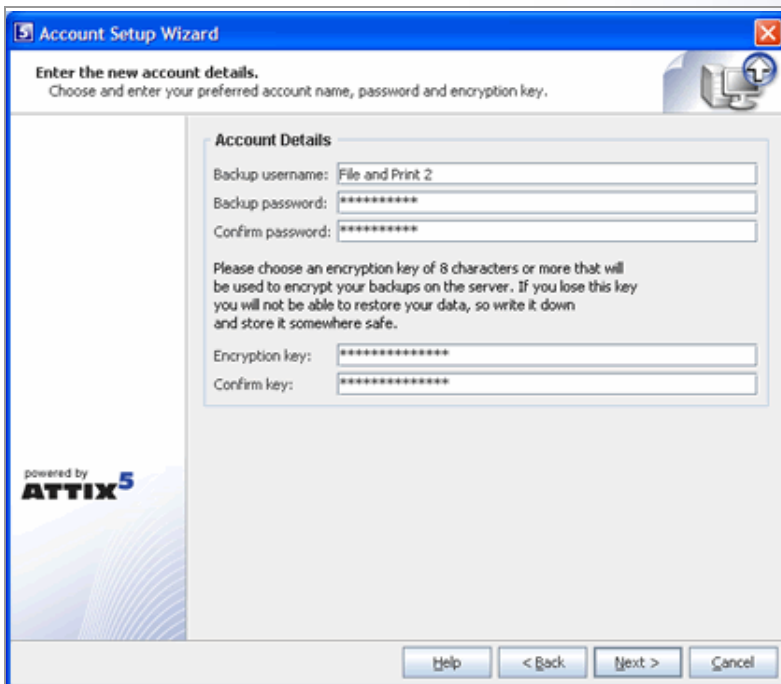 Account Setup Wizard
Enter the new account details.
Choose and enter your preferred account name, password and encryption key.
Account Details
Backup username: File and Print 2
Backup password: **********
Confirm password: **********
Please choose an encryption key of 8 characters or more that will
be used to encrypt your backups on the server. If you lose this key
you will not be able to restore your data, so write it down
and store it somewhere safe.
Encryption key: **************
Confirm key: **************
powered by
ATTIX5
Help
< Back
Next >
Cancel